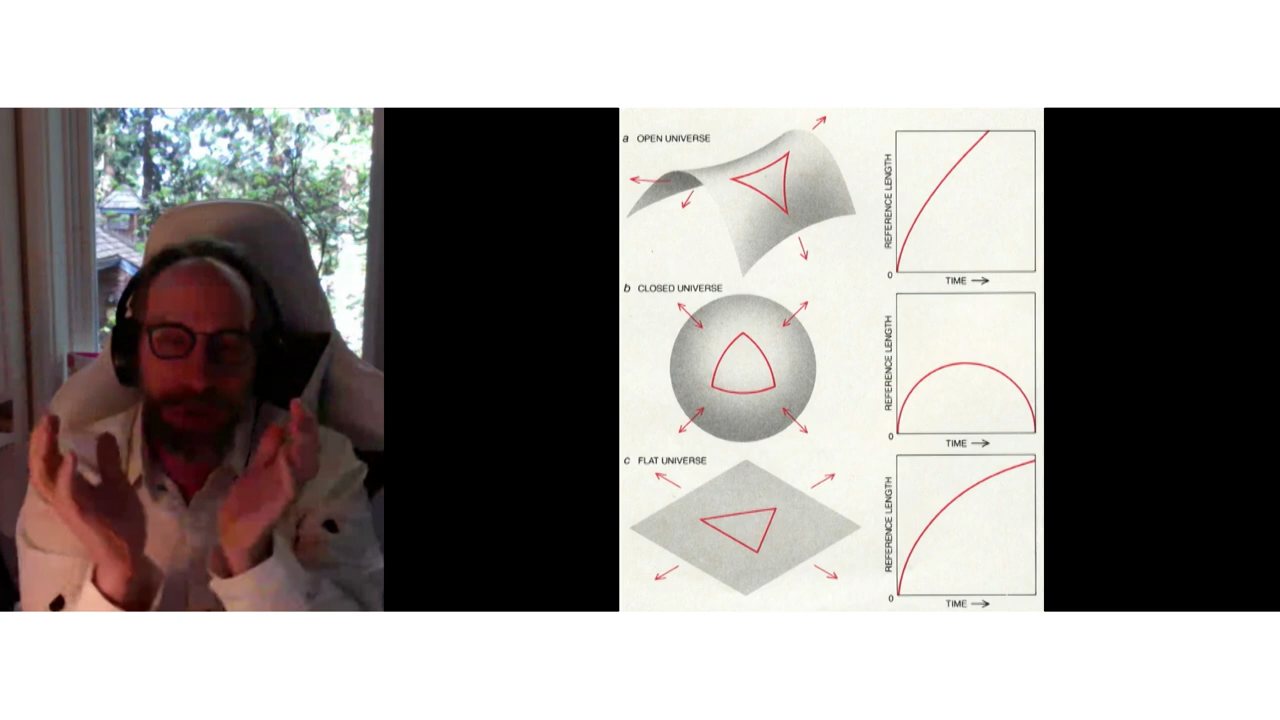 a OPEN UNIVERSE
REFERENCE LENGTH
0
TIME →
b CLOSED UNIVERSE
REFERENCE LENGTH
0
TIME →
c FLAT UNIVERSE
REFERENCE LENGTH
0
TIME →